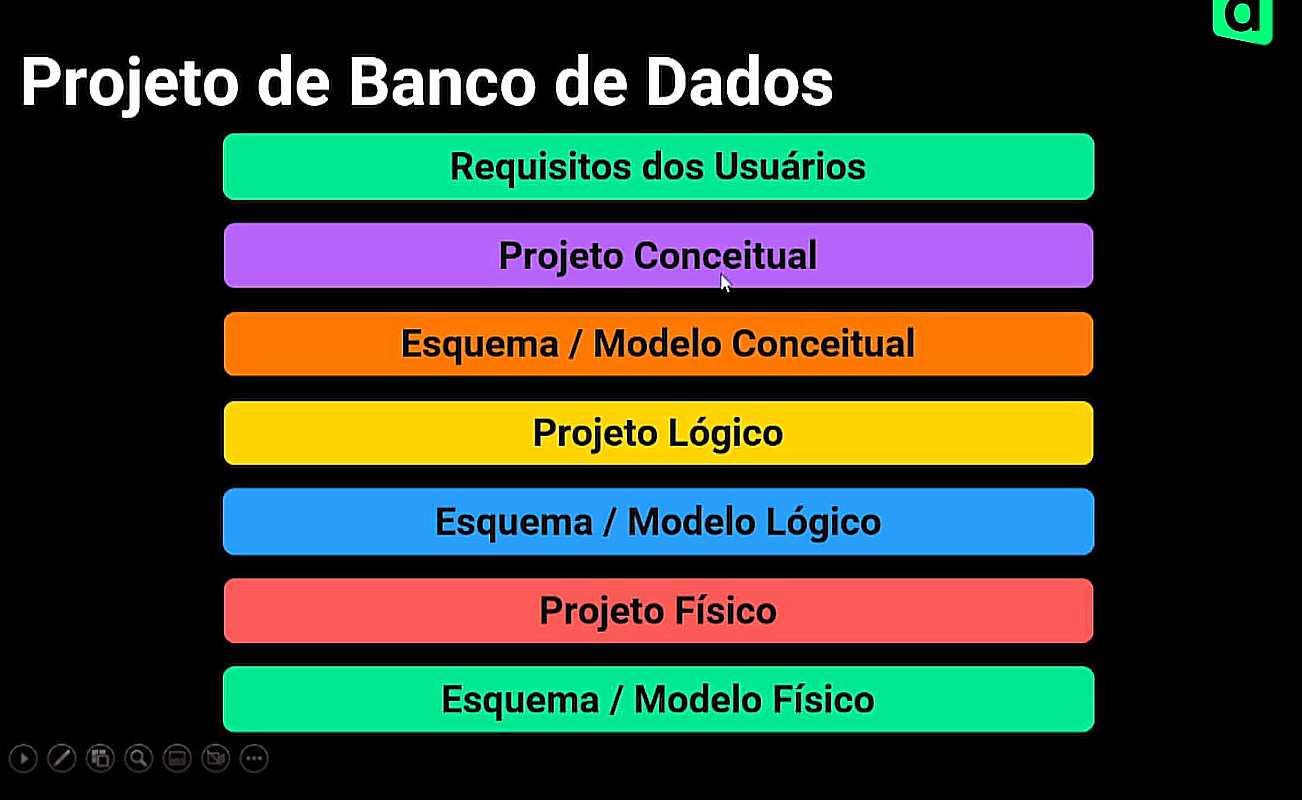 Projeto de Banco de Dados
Requisitos dos Usuários
Projeto Conceitual
Esquema / Modelo Conceitual
Projeto Lógico
Esquema / Modelo Lógico
Projeto Físico
Esquema / Modelo Físico